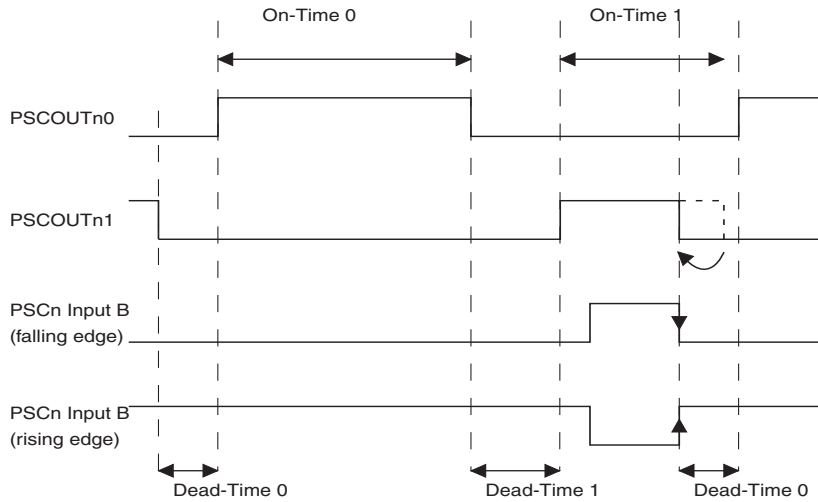 On-Time 0
On-Time 1
PSCOUTn0
PSCOUTn1
PSCn Input B
(falling edge)
PSCn Input B
(rising edge)
Dead-Time 0
Dead-Time 1
Dead-Time 0